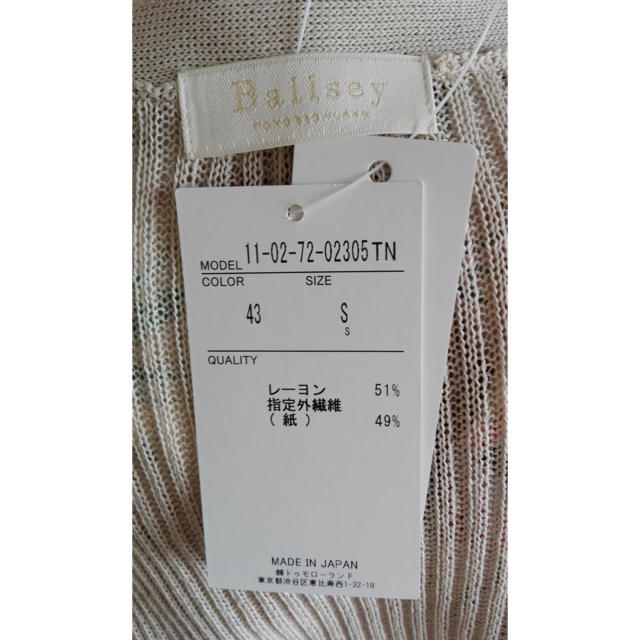 Ballsey
TOMORROWLAND
MODEL 11-02-72-02305TN
COLOR SIZE
43 S
S
QUALITY
レーヨン 51%
指定外繊維
(紙) 49%
MADE IN JAPAN
㈱トゥモローランド
東京都渋谷区恵比寿西1-32-18